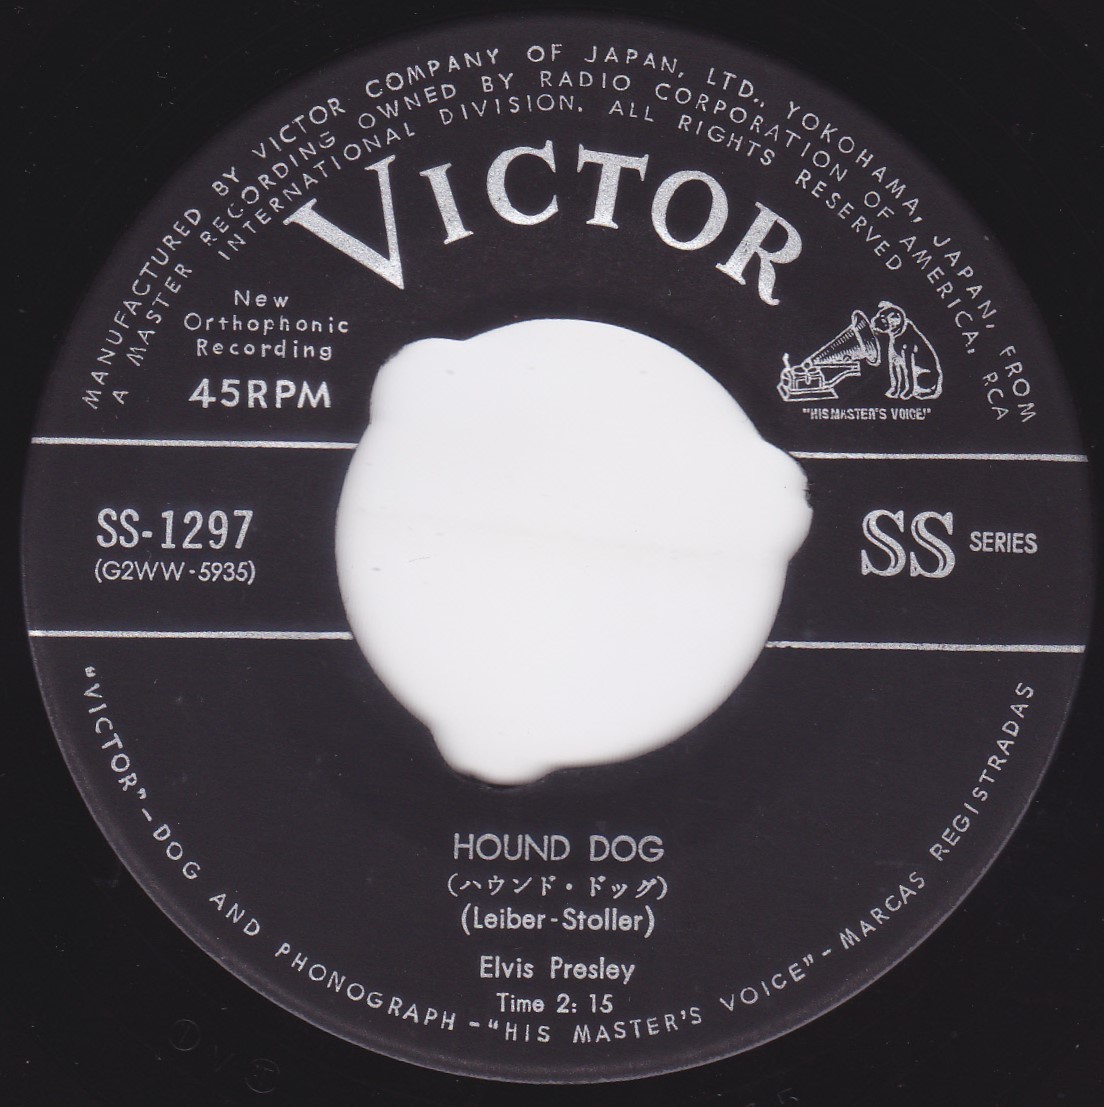 MANUFACTURED BY VICTOR COMPANY OF JAPAN, LTD., YOKOHAMA, JAPAN, FROM
A MASTER RECORDING OWNED BY RADIO CORPORATION OF AMERICA, RCA
INTERNATIONAL DIVISION. ALL RIGHTS RESERVED
VICTOR
New
Orthophonic
Recording
45RPM
"HIS MASTER'S VOICE"
SS-1297
(G2WW-5935)
SS SERIES
HOUND DOG
(ハウンド・ドッグ)
(Leiber-Stoller)
Elvis Presley
Time 2: 15
"VICTOR"-DOG AND PHONOGRAPH-"HIS MASTER'S VOICE"-MARCAS REGISTRADAS